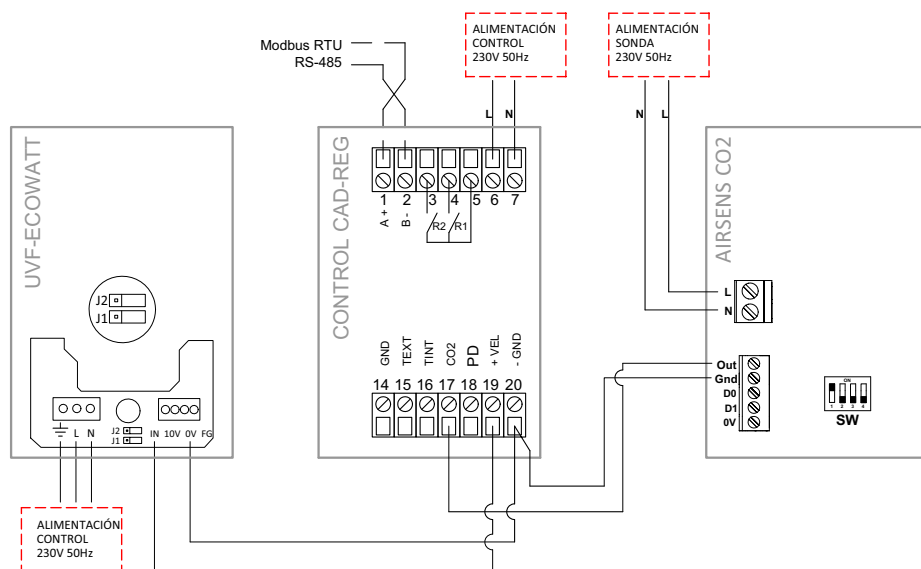 Modbus RTU
RS-485
ALIMENTACIÓN
CONTROL
230V 50Hz
ALIMENTACIÓN
SONDA
230V 50Hz
L N
N L
UVF-ECOWATT
J2
J1
J2
J1
L N IN 10V 0V FG
ALIMENTACIÓN
CONTROL
230V 50Hz
CONTROL CAD-REG
1 2 3 4 5 6 7
A +
B -
R2 R1
GND
TEXT
TINT
CO2
PD
+ VEL
- GND
14 15 16 17 18 19 20
AIRSENS CO2
L
N
Out
Gnd
D0
D1
0V
ON
1 2 3 4
SW